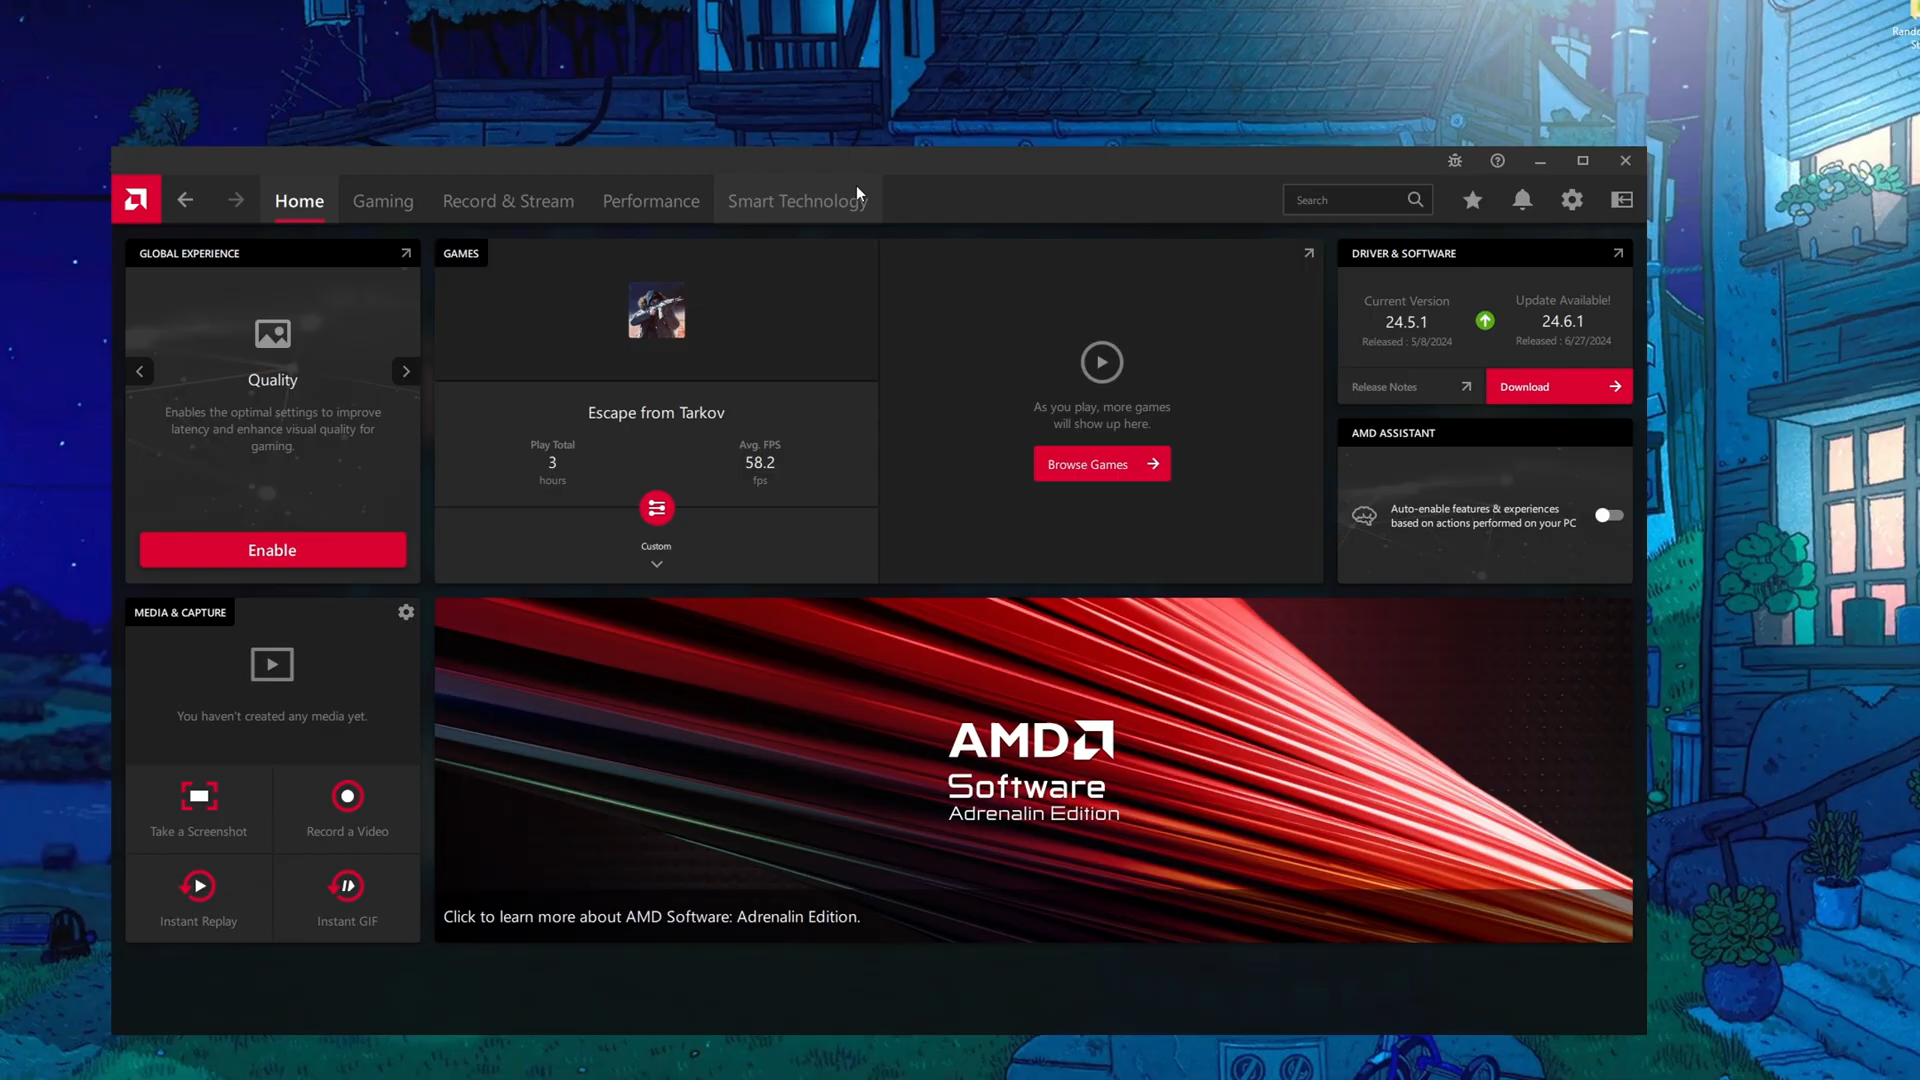 Home
Gaming
Record & Stream
Performance
Smart Technology
Search
GLOBAL EXPERIENCE
Quality
Enables the optimal settings to improve
latency and enhance visual quality for
gaming.
Enable
GAMES
Escape from Tarkov
Play Total
3
hours
Avg. FPS
58.2
fps
Custom
As you play, more games
will show up here.
Browse Games
DRIVER & SOFTWARE
Current Version
24.5.1
Released : 5/8/2024
Update Available!
24.6.1
Released : 6/27/2024
Release Notes
Download
AMD ASSISTANT
Auto-enable features & experiences
based on actions performed on your PC
MEDIA & CAPTURE
You haven't created any media yet.
Take a Screenshot
Record a Video
Instant Replay
Instant GIF
AMD
Software
Adrenalin Edition
Click to learn more about AMD Software: Adrenalin Edition.